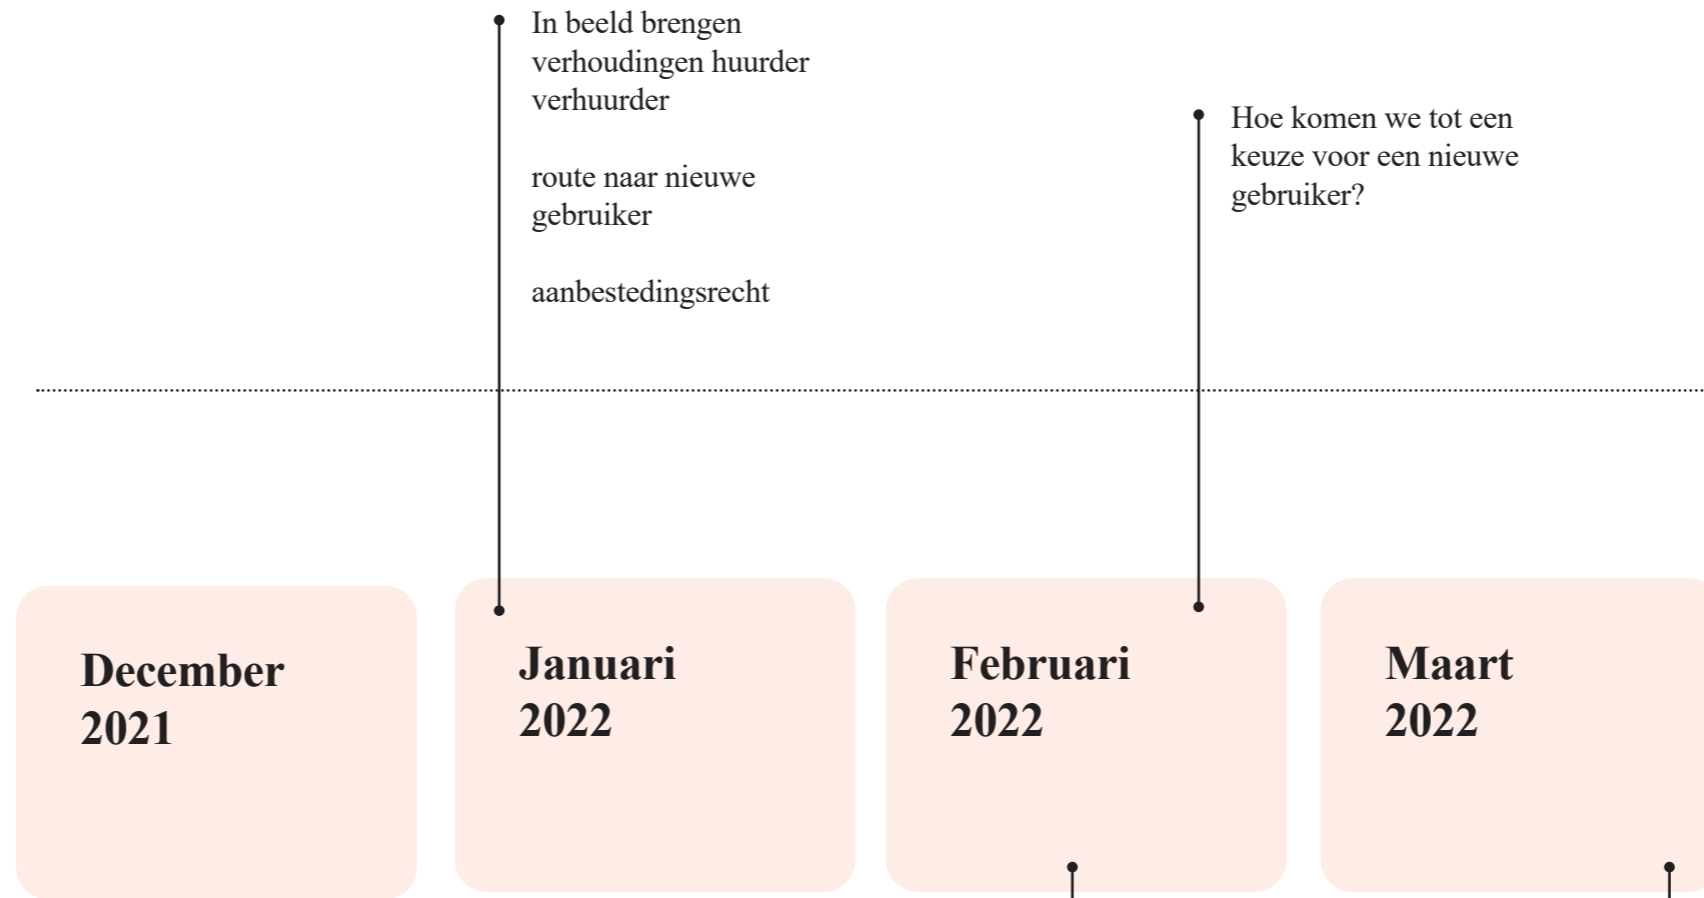 In beeld brengen
verhoudingen huurder
verhuurder
route naar nieuwe
gebruiker
aanbestedingsrecht
Hoe komen we tot een
keuze voor een nieuwe
gebruiker?
December
2021
Januari
2022
Februari
2022
Maart
2022